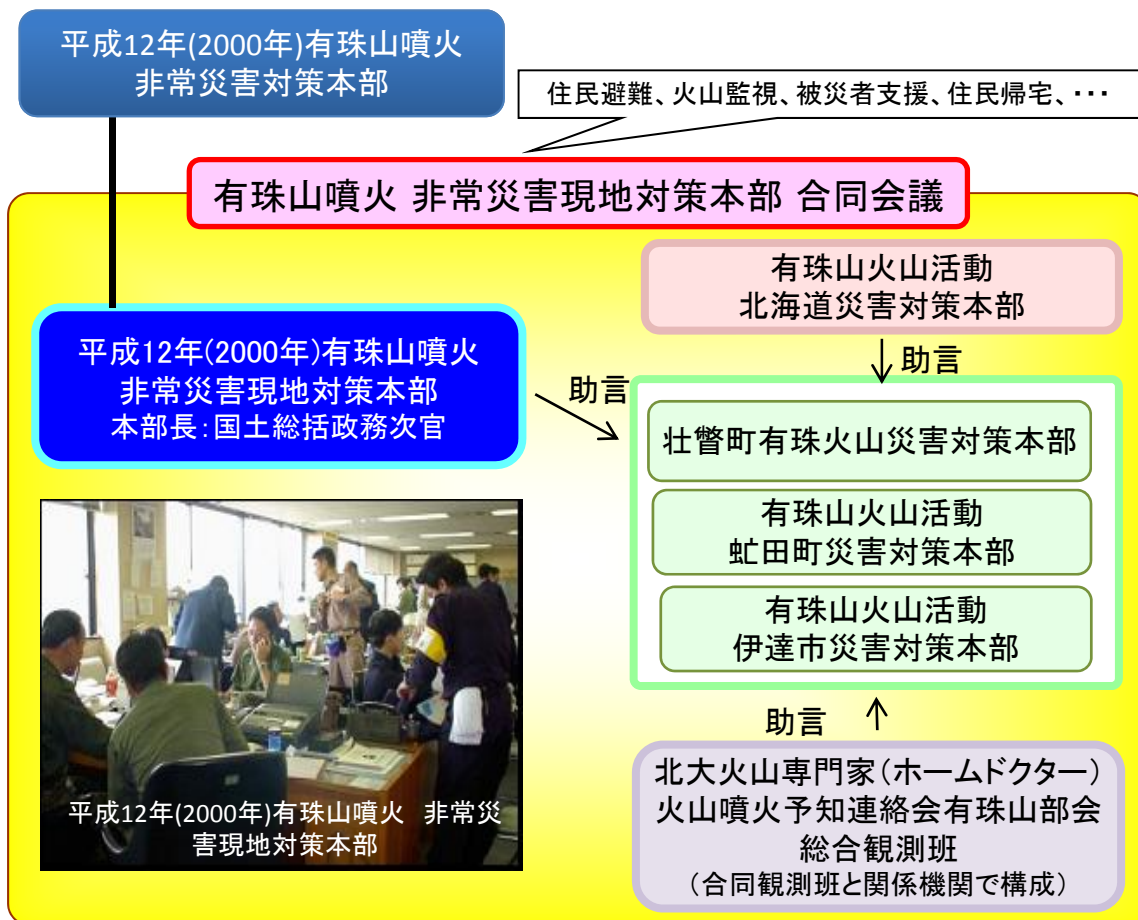 平成12年(2000年)有珠山噴火
非常災害対策本部
住民避難、火山監視、被災者支援、住民帰宅、・・・
有珠山噴火 非常災害現地対策本部 合同会議
有珠山火山活動
北海道災害対策本部
平成12年(2000年)有珠山噴火
非常災害現地対策本部
本部長：国土総括政務次官
助言
助言
壮瞥町有珠火山災害対策本部
有珠山火山活動
虻田町災害対策本部
有珠山火山活動
伊達市災害対策本部
助言
北大火山専門家（ホームドクター）
火山噴火予知連絡会有珠山部会
総合観測班
（合同観測班と関係機関で構成）
平成12年(2000年)有珠山噴火　非常災
害現地対策本部